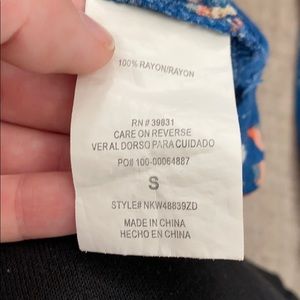 100% RAYON/RAYON
RN # 39831
CARE ON REVERSE
VER AL DORSO PARA CUIDADO
PO# 100-00064887
S
STYLE# NKW48839ZD
MADE IN CHINA
HECHO EN CHINA